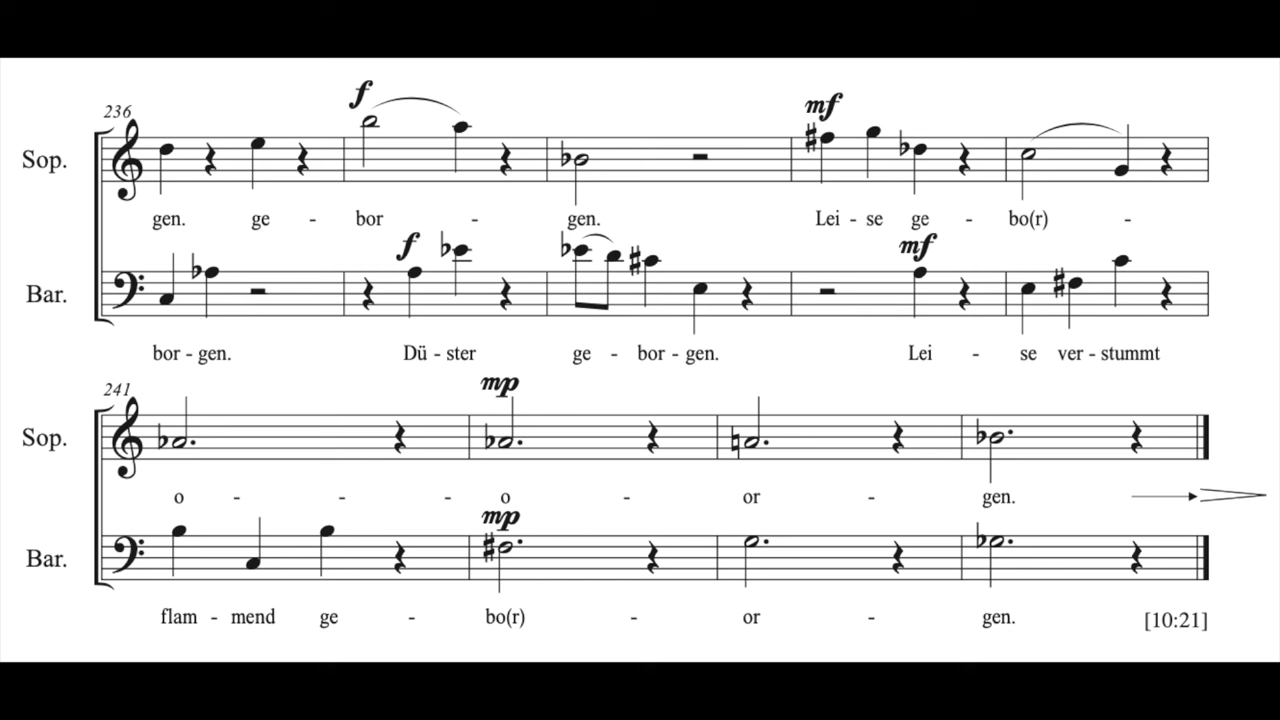 f
236
Sop.
gen. ge - bor - gen.
mf
Lei - se ge - bo(r) -
f
mf
Bar.
bor - gen. Dü - ster ge - bor - gen. Lei - se ver - stummt
241
mp
Sop.
o - - - o - or - gen.
mp
Bar.
flam - mend ge - bo(r) - or - gen.
[10:21]